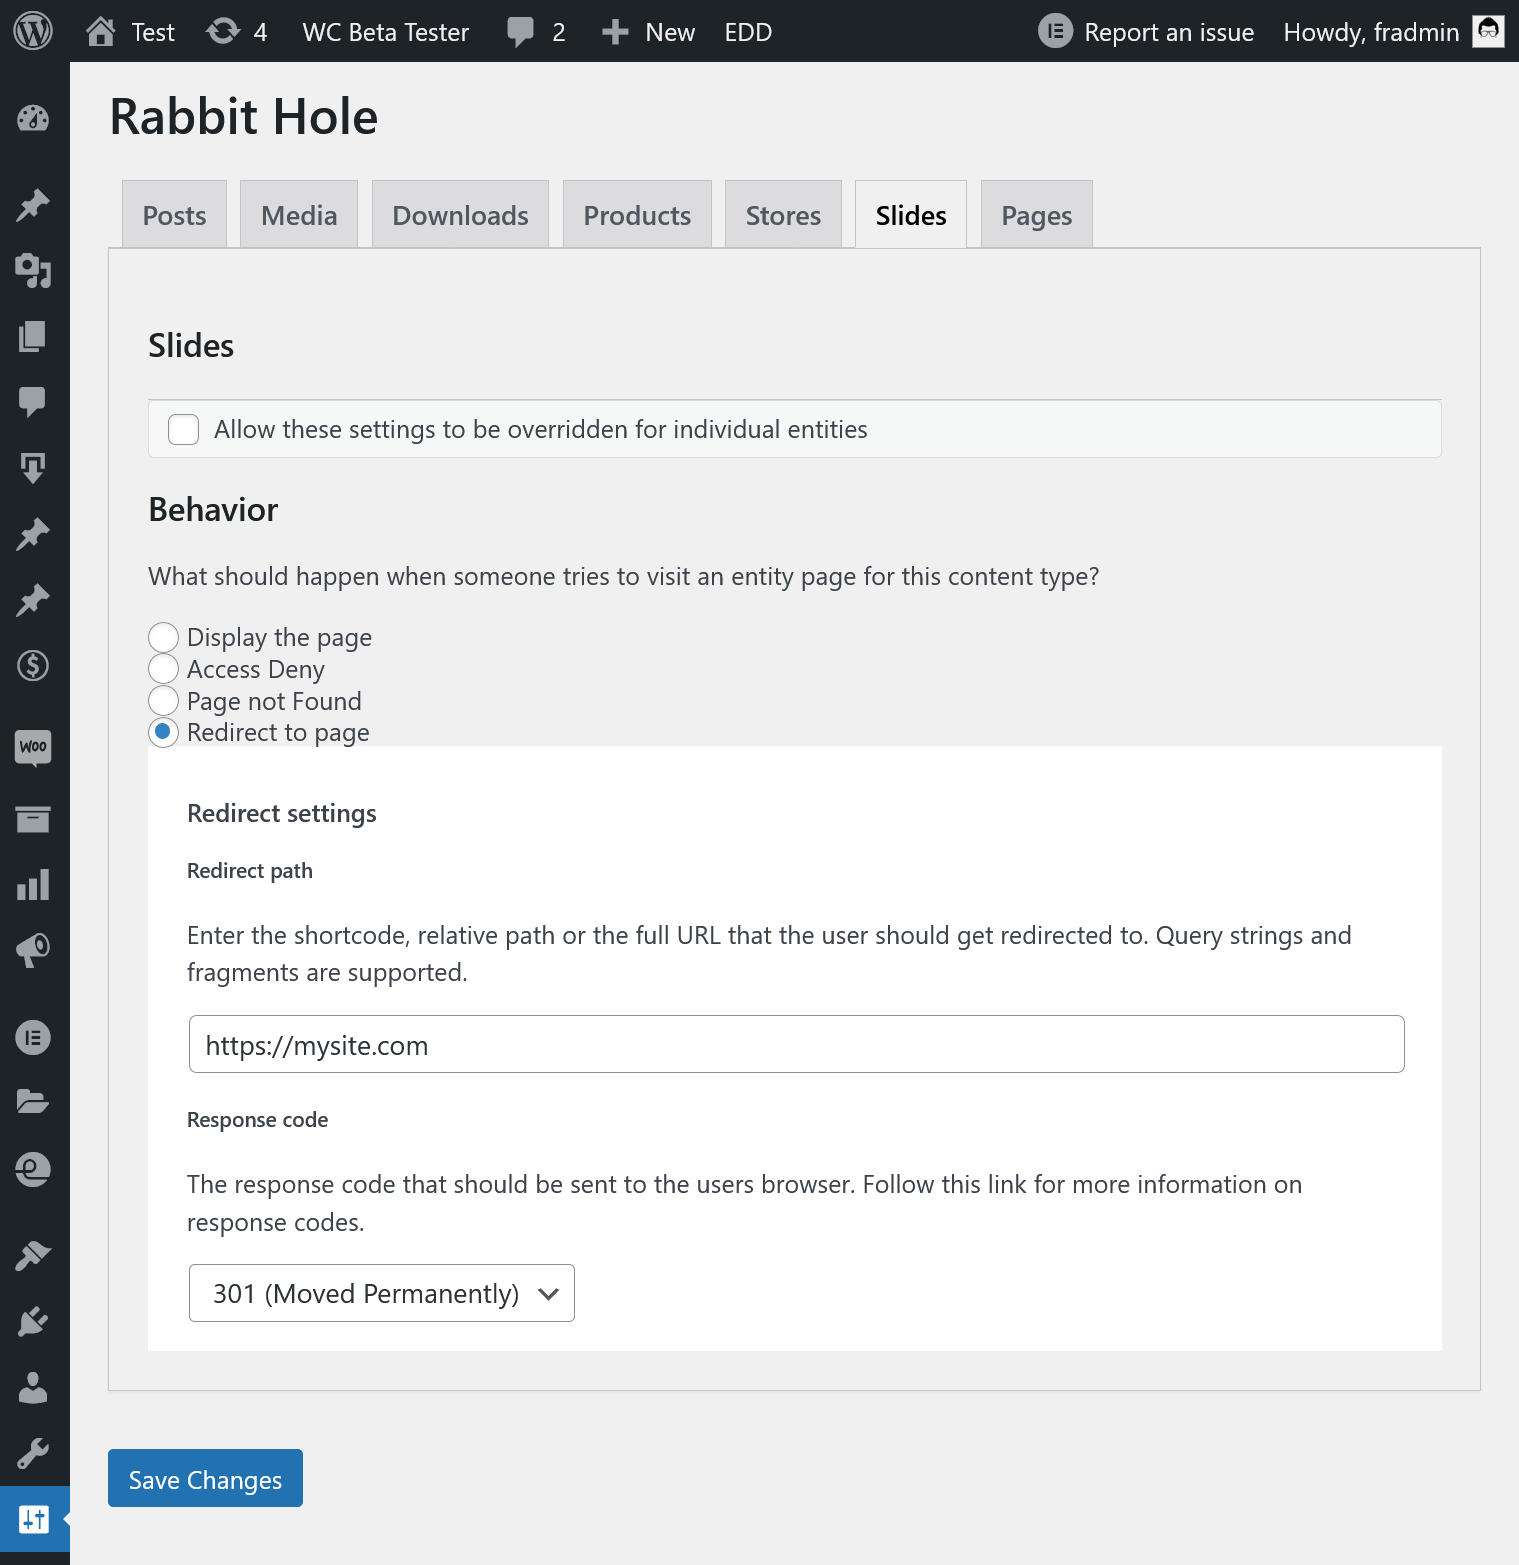 Test 4 WC Beta Tester 2 New EDD Report an issue Howdy, fradmin
Rabbit Hole
Posts Media Downloads Products Stores Slides Pages
Slides
Allow these settings to be overridden for individual entities
Behavior
What should happen when someone tries to visit an entity page for this content type?
Display the page
Access Deny
Page not Found
Redirect to page
Woo
Redirect settings
Redirect path
Enter the shortcode, relative path or the full URL that the user should get redirected to. Query strings and
fragments are supported.
https://mysite.com
Response code
The response code that should be sent to the users browser. Follow this link for more information on
response codes.
301 (Moved Permanently)
Save Changes